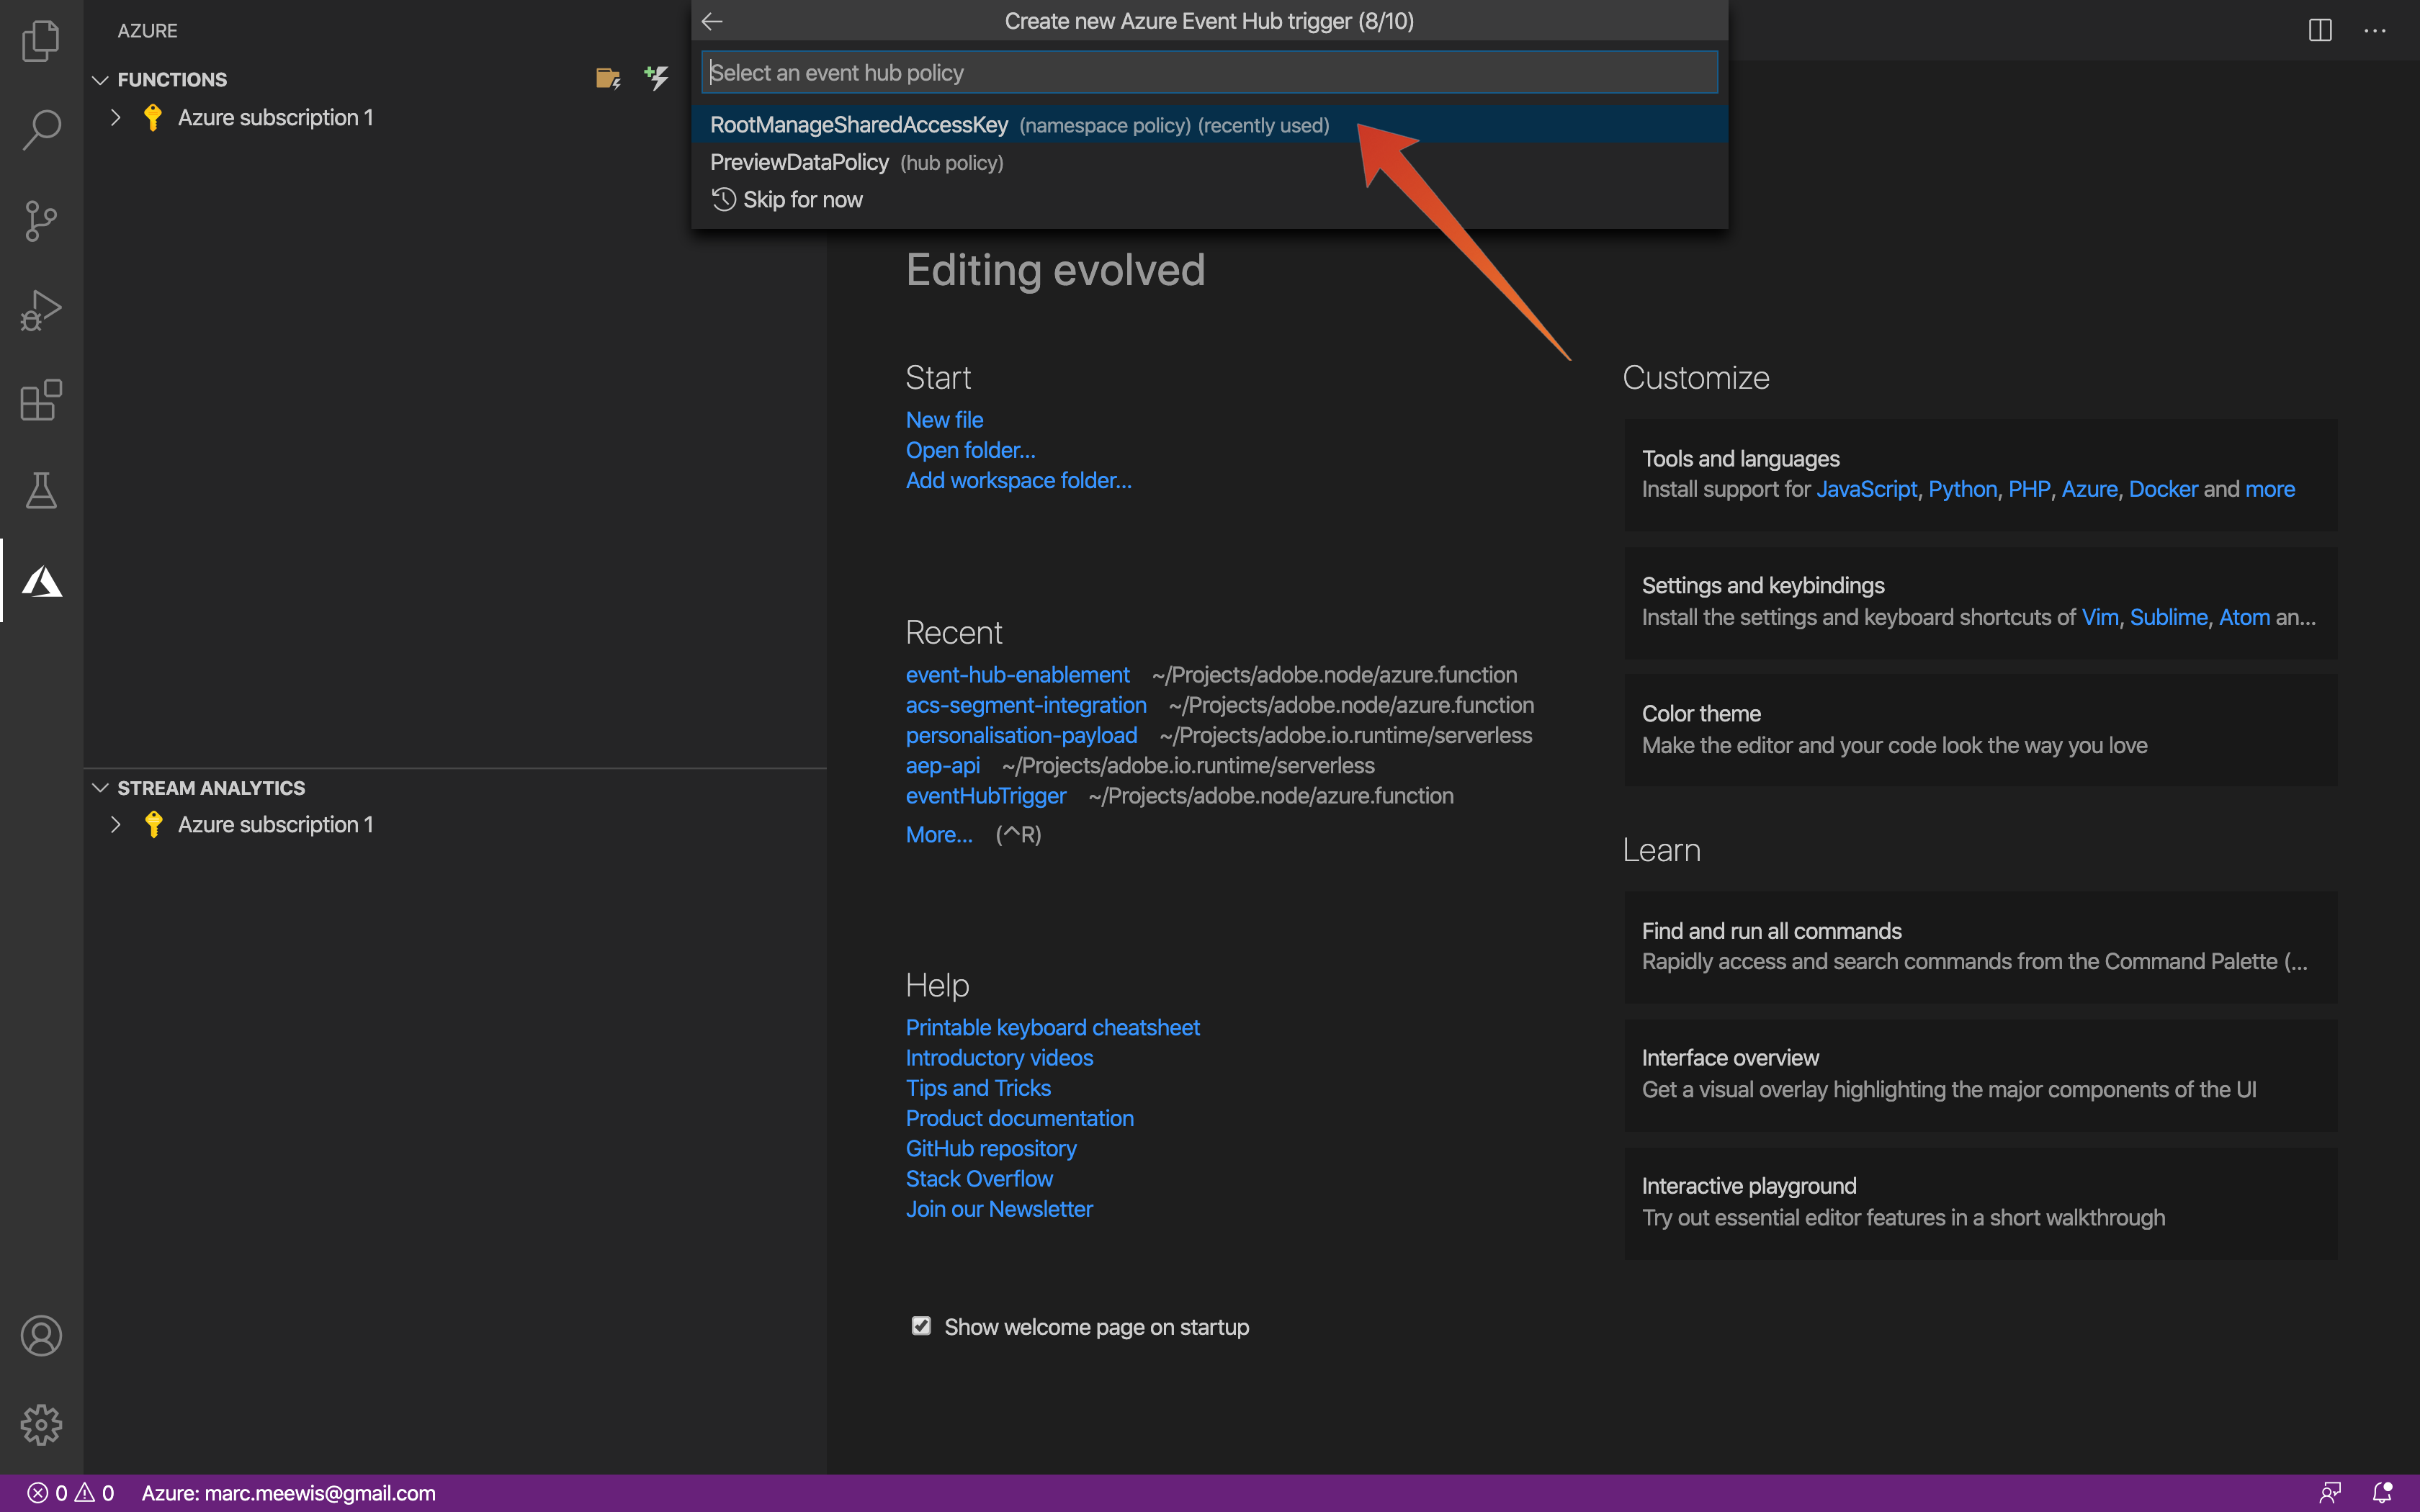 AZURE
FUNCTIONS
Azure subscription 1
Create new Azure Event Hub trigger (8/10)
Select an event hub policy
RootManageSharedAccessKey (namespace policy) (recently used)
PreviewDataPolicy (hub policy)
Skip for now
Editing evolved
Start
New file
Open folder...
Add workspace folder...
Recent
event-hub-enablement ~/Projects/adobe.node/azure.function
acs-segment-integration ~/Projects/adobe.node/azure.function
personalisation-payload ~/Projects/adobe.io.runtime/serverless
aep-api ~/Projects/adobe.io.runtime/serverless
eventHubTrigger ~/Projects/adobe.node/azure.function
More... (^R)
Help
Printable keyboard cheatsheet
Introductory videos
Tips and Tricks
Product documentation
GitHub repository
Stack Overflow
Join our Newsletter
Show welcome page on startup
Customize
Tools and languages
Install support for JavaScript, Python, PHP, Azure, Docker and more
Settings and keybindings
Install the settings and keyboard shortcuts of Vim, Sublime, Atom an...
Color theme
Make the editor and your code look the way you love
Learn
Find and run all commands
Rapidly access and search commands from the Command Palette (...
Interface overview
Get a visual overlay highlighting the major components of the UI
Interactive playground
Try out essential editor features in a short walkthrough
STREAM ANALYTICS
Azure subscription 1
0 0 Azure: marc.meewis@gmail.com